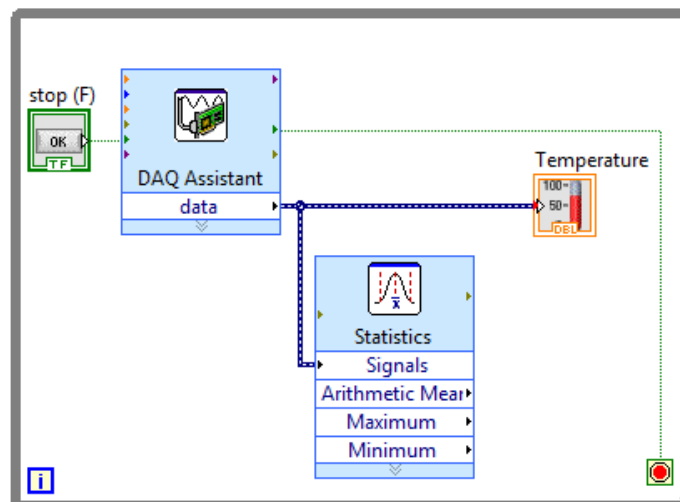 stop (F)
OK
TF
DAQ Assistant
data
Temperature
100
50
DBL
x
Statistics
Signals
Arithmetic Mear
Maximum
Minimum
i